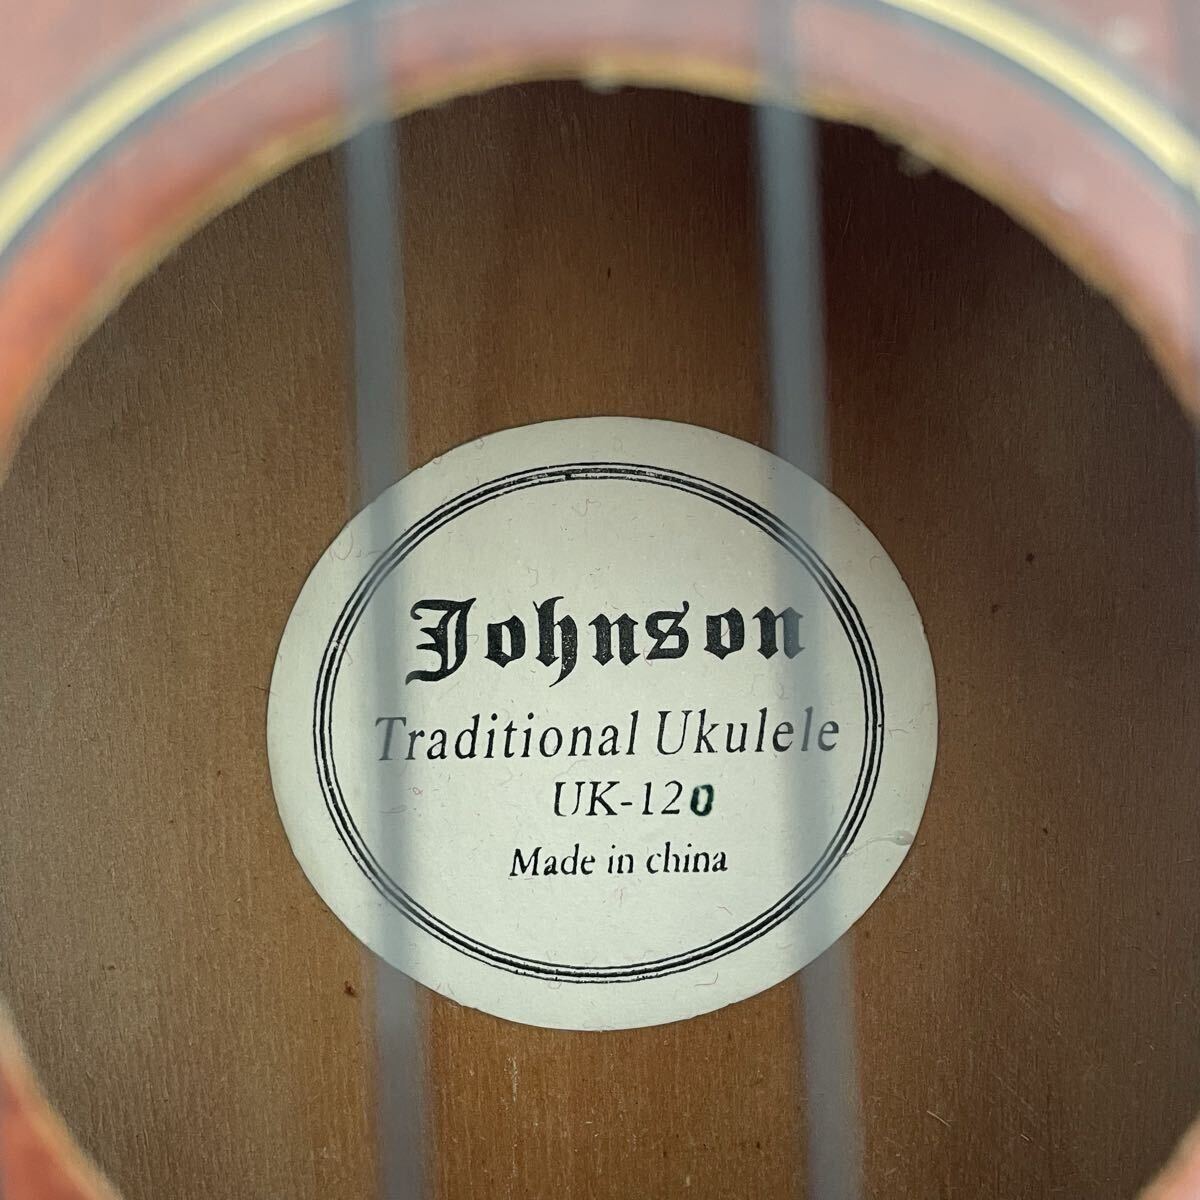 Johnson
Traditional Ukulele
UK-120
Made in china